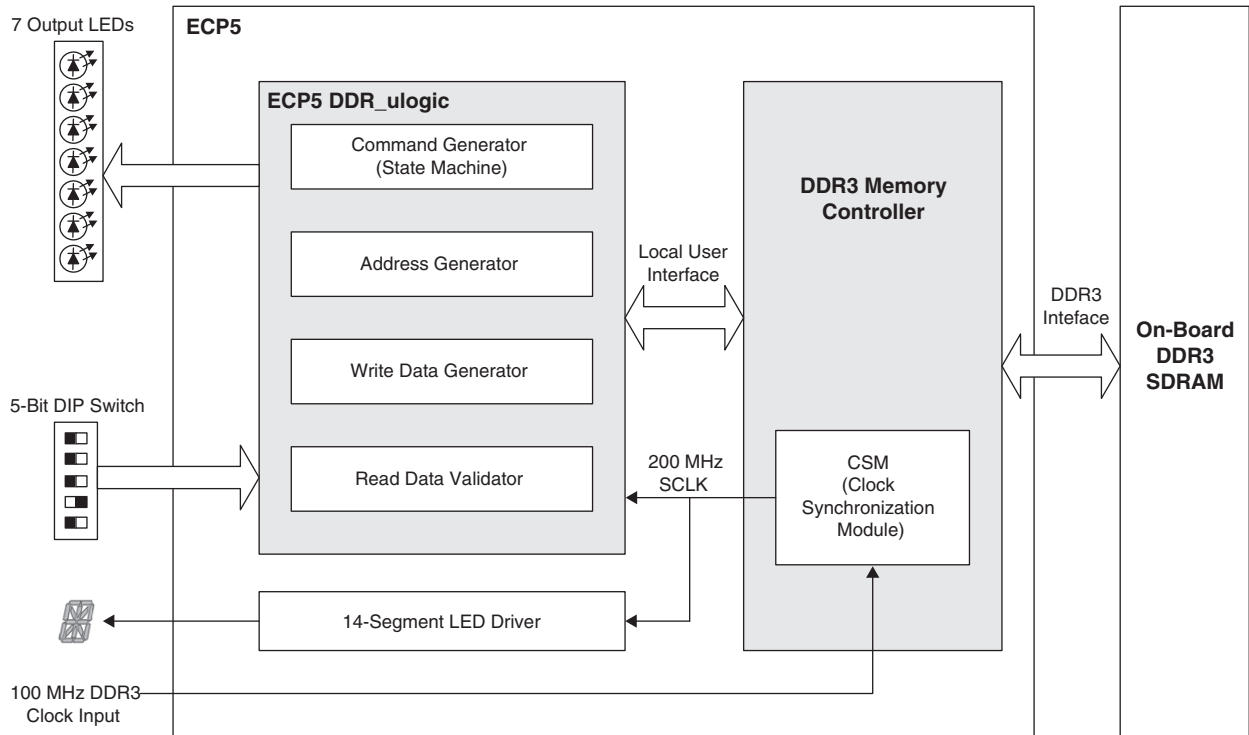 7 Output LEDs
ECP5
ECP5 DDR_ulogic
Command Generator
(State Machine)
Address Generator
Write Data Generator
Read Data Validator
5-Bit DIP Switch
14-Segment LED Driver
100 MHz DDR3
Clock Input
Local User
Interface
200 MHz
SCLK
DDR3 Memory
Controller
CSM
(Clock
Synchronization
Module)
DDR3
Inteface
On-Board
DDR3
SDRAM